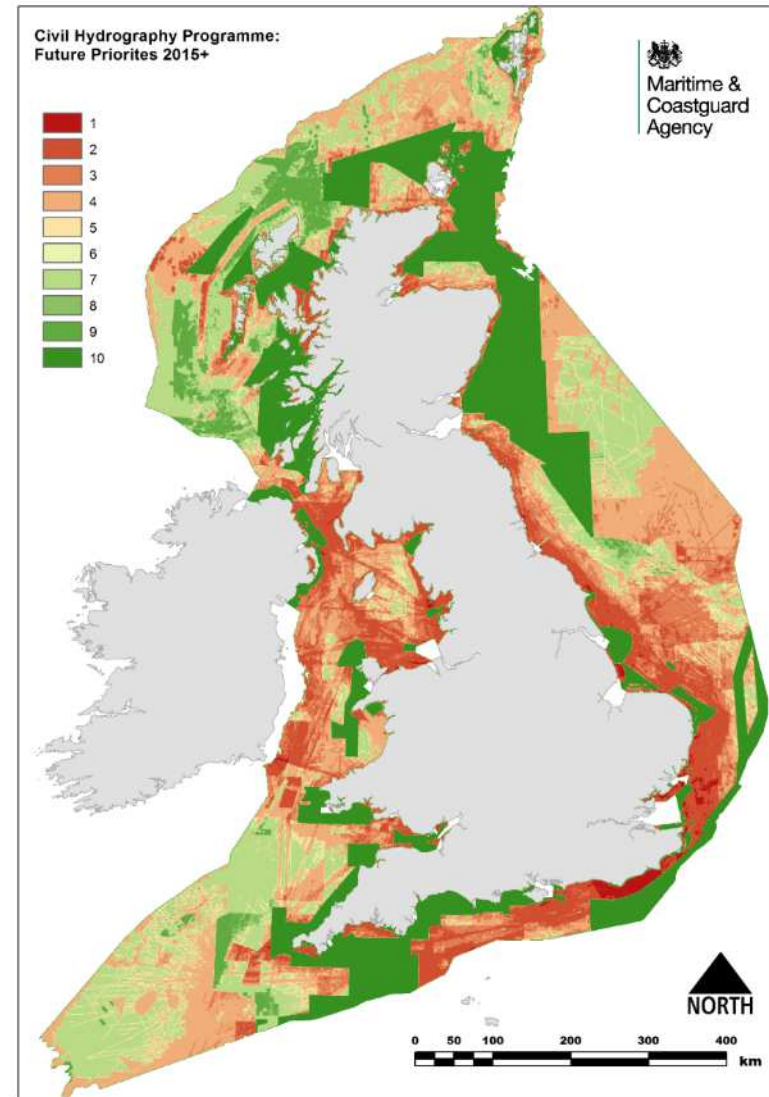 Civil Hydrography Programme:
Future Priorites 2015+
Maritime &
Coastguard
Agency
1
2
3
4
5
6
7
8
9
10
NORTH
0 50 100 200 300 400
km